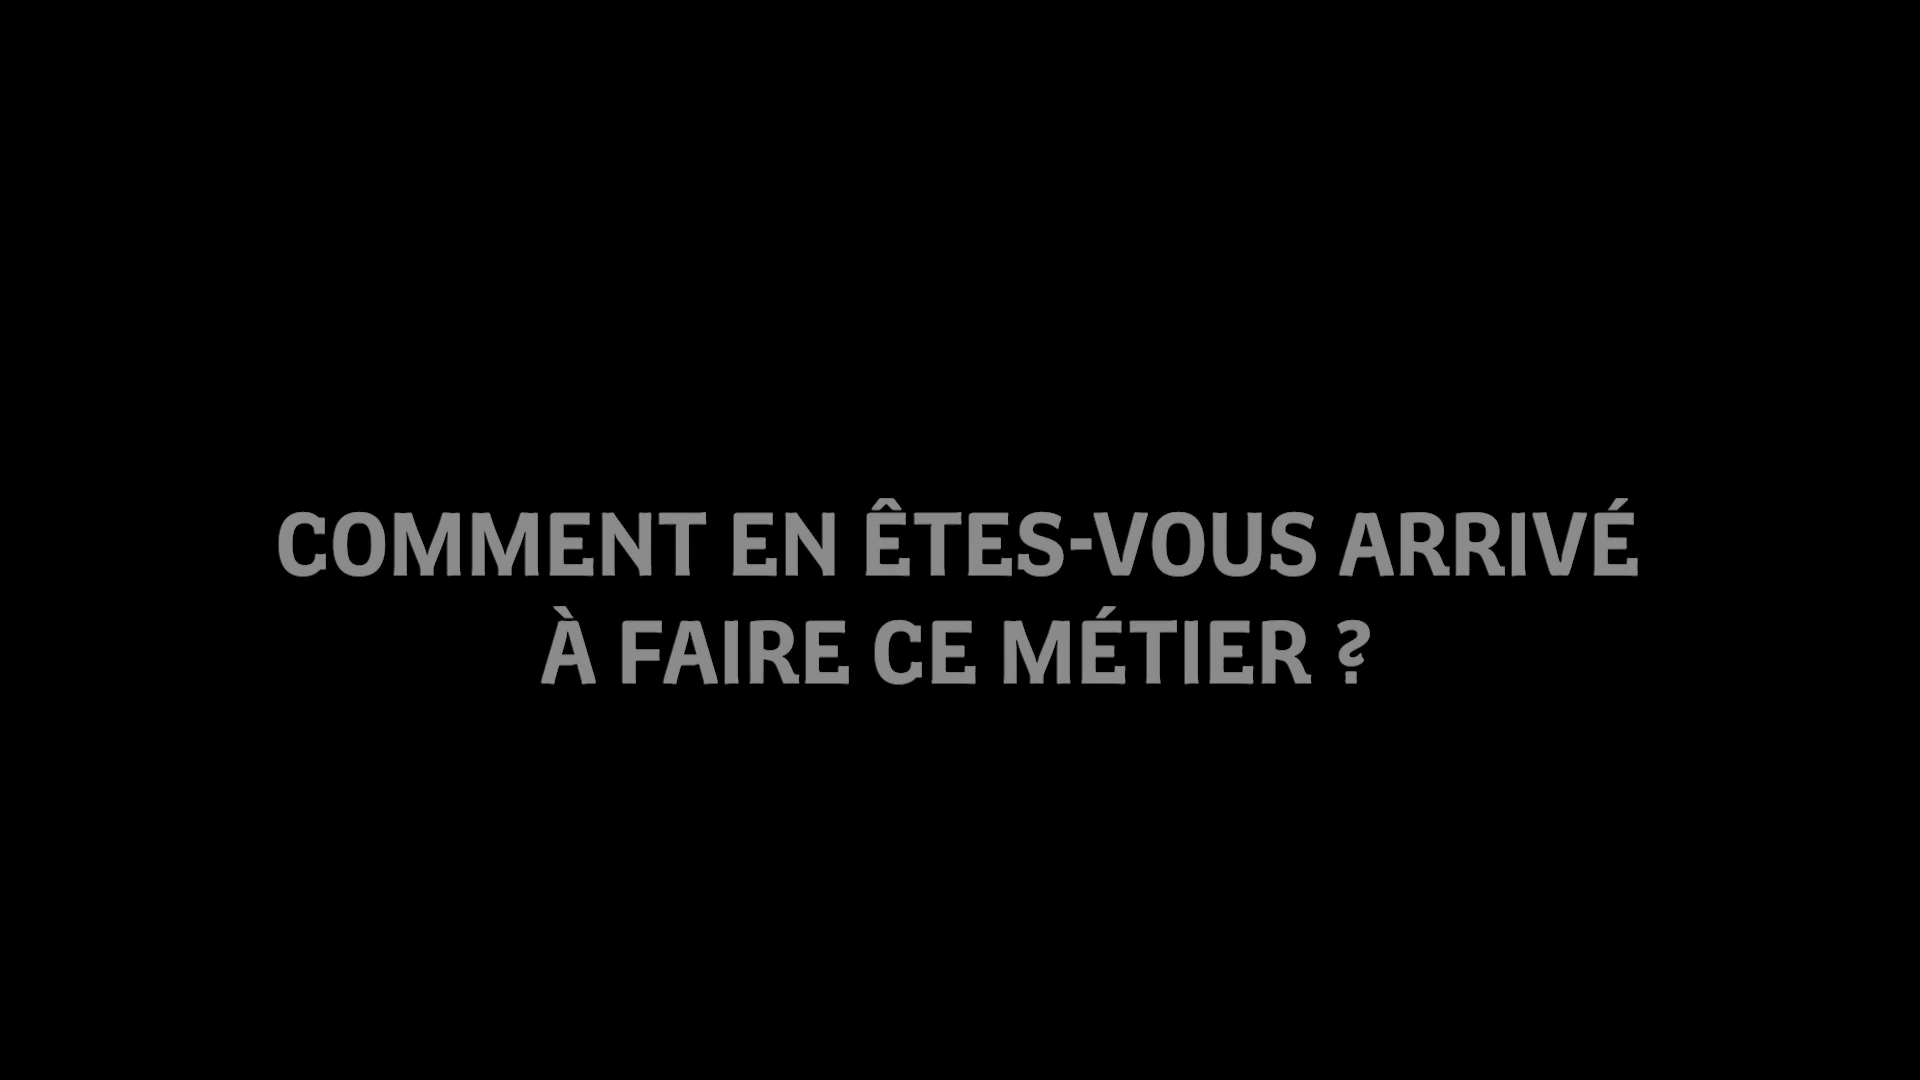 COMMENT EN ÊTES-VOUS ARRIVÉ
À FAIRE CE MÉTIER ?